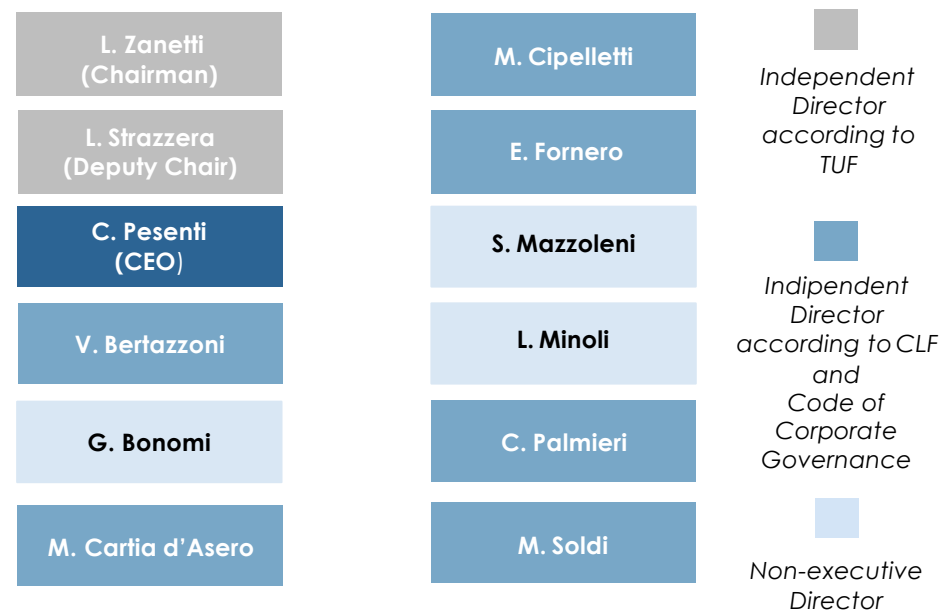 L. Zanetti
(Chairman)
L. Strazzera
(Deputy Chair)
C. Pesenti
(CEO)
V. Bertazzoni
G. Bonomi
M. Cartia d’Asero
M. Cipelletti
E. Fornero
S. Mazzoleni
L. Minoli
C. Palmieri
M. Soldi
Independent
Director
according to
TUF
Indipendent
Director
according to CLF
and
Code of
Corporate
Governance
Non-executive
Director